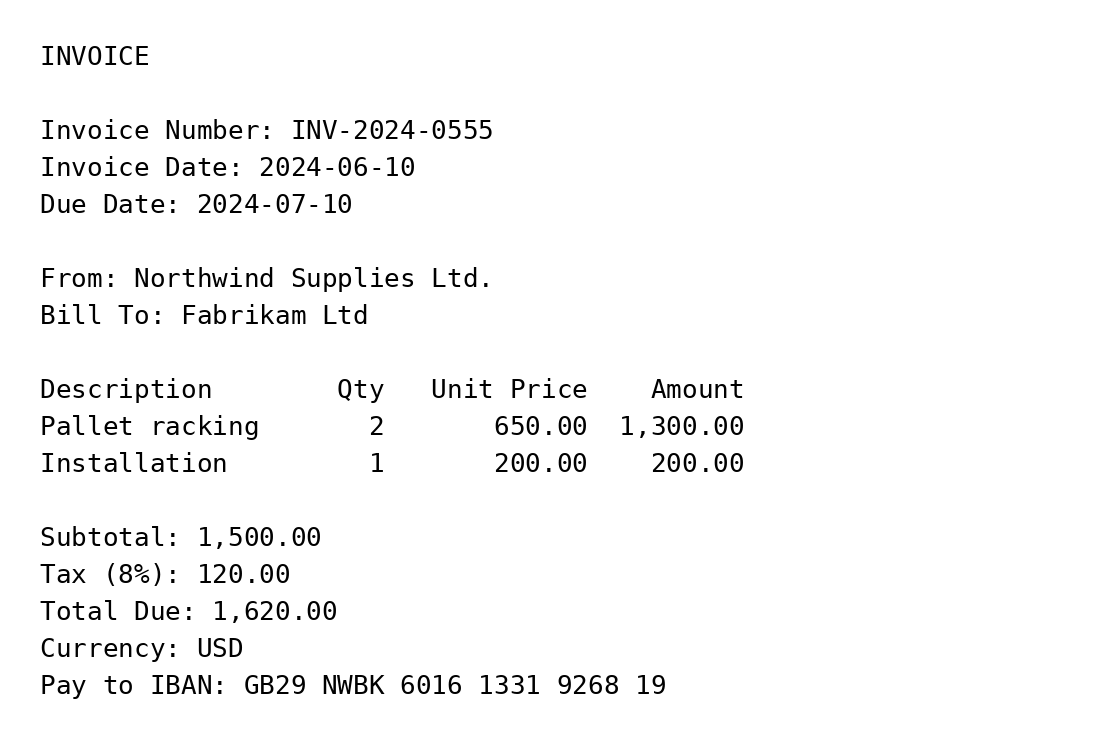 INVOICE
Invoice Number: INV-2024-0555
Invoice Date: 2024-06-10
Due Date: 2024-07-10
From: Northwind Supplies Ltd.
Bill To: Fabrikam Ltd
Description Qty Unit Price Amount
Pallet racking 2 650.00 1,300.00
Installation 1 200.00 200.00
Subtotal: 1,500.00
Tax (8%): 120.00
Total Due: 1,620.00
Currency: USD
Pay to IBAN: GB29 NWBK 6016 1331 9268 19